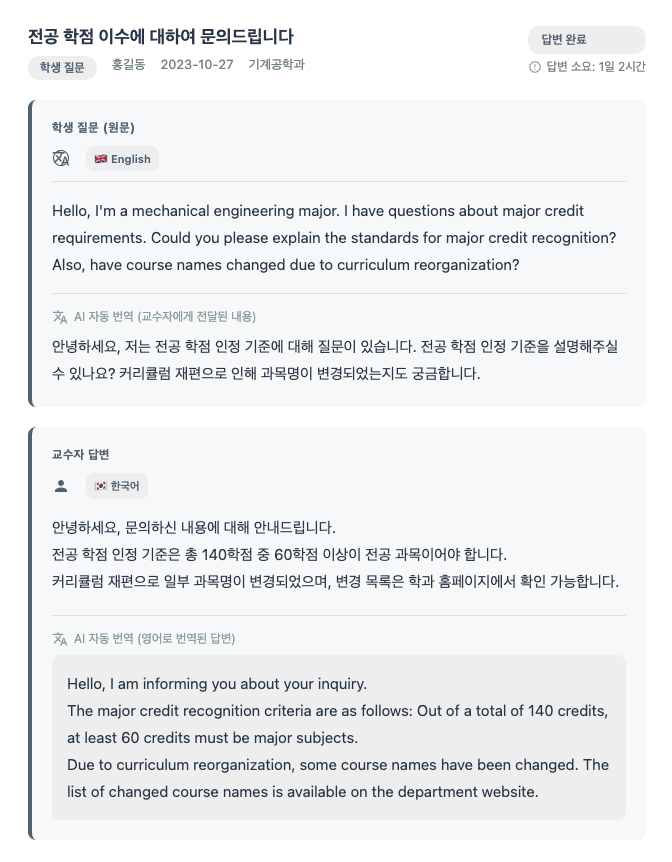 전공 학점 이수에 대하여 문의드립니다
답변 완료
학생 질문 홍길동 2023-10-27 기계공학과
답변 소요: 1일 2시간
학생 질문 (원문)
English
Hello, I'm a mechanical engineering major. I have questions about major credit
requirements. Could you please explain the standards for major credit recognition?
Also, have course names changed due to curriculum reorganization?
AI 자동 번역 (교수자에게 전달된 내용)
안녕하세요, 저는 전공 학점 인정 기준에 대해 질문이 있습니다. 전공 학점 인정 기준을 설명해주실
수 있나요? 커리큘럼 재편으로 인해 과목명이 변경되었는지도 궁금합니다.
교수자 답변
한국어
안녕하세요, 문의하신 내용에 대해 안내드립니다.
전공 학점 인정 기준은 총 140학점 중 60학점 이상이 전공 과목이어야 합니다.
커리큘럼 재편으로 일부 과목명이 변경되었으며, 변경 목록은 학과 홈페이지에서 확인 가능합니다.
AI 자동 번역 (영어로 번역된 답변)
Hello, I am informing you about your inquiry.
The major credit recognition criteria are as follows: Out of a total of 140 credits,
at least 60 credits must be major subjects.
Due to curriculum reorganization, some course names have been changed. The
list of changed course names is available on the department website.